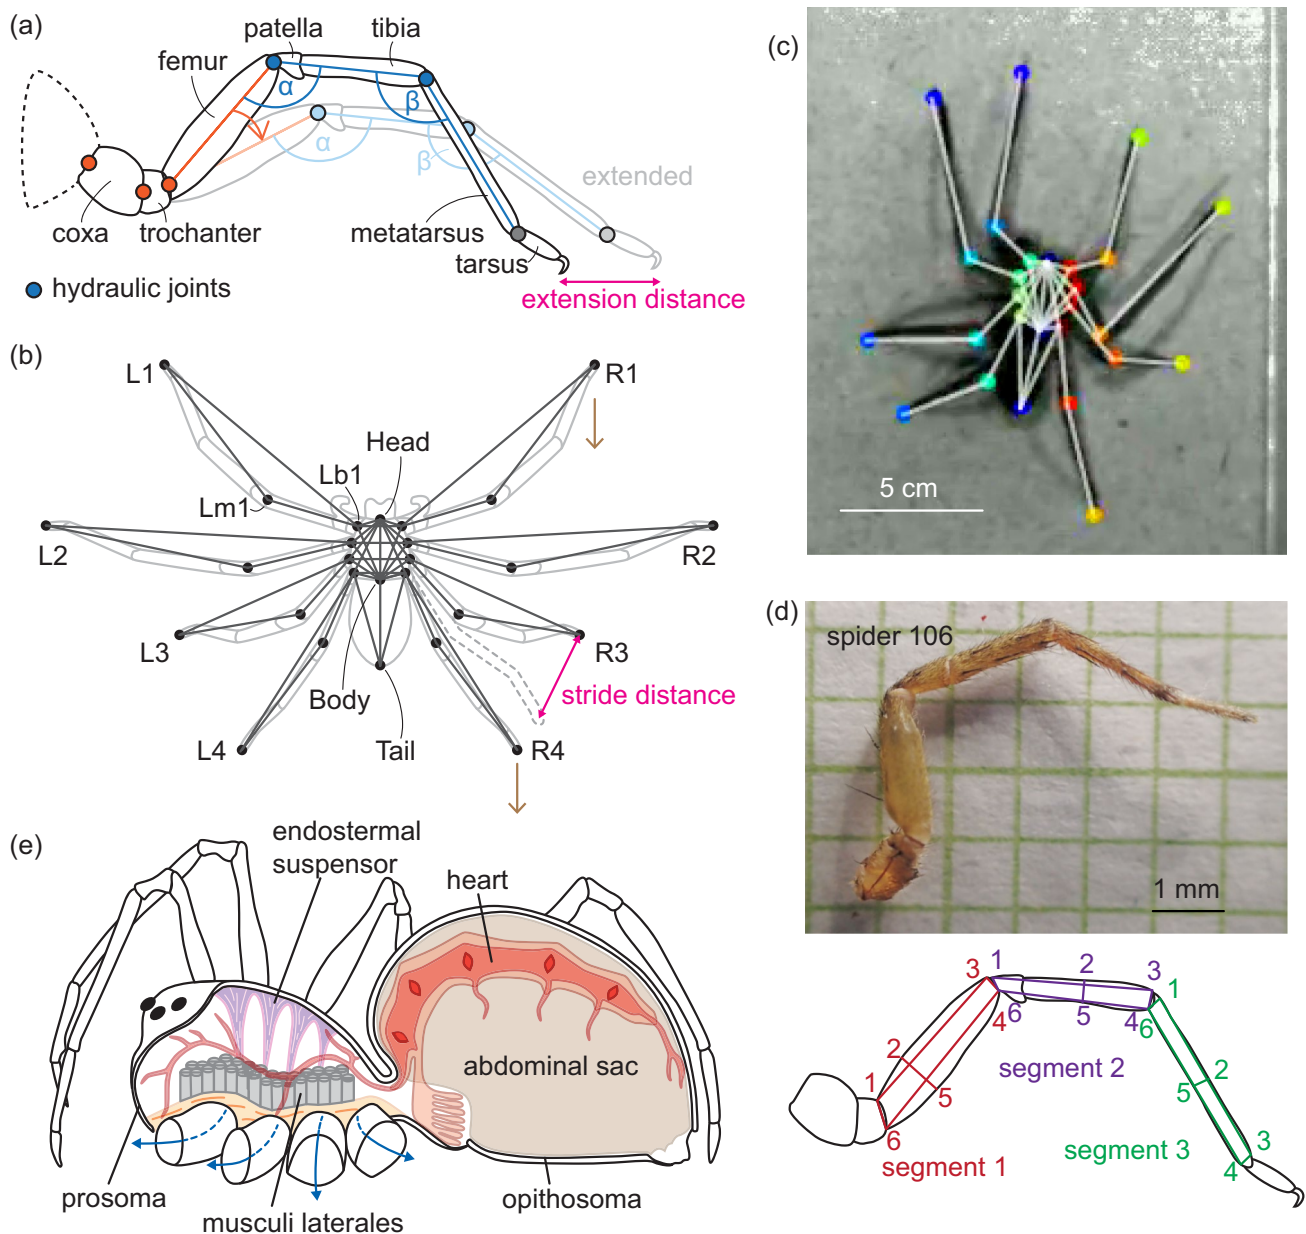 (a)
patella
tibia
femur
α
β
α
β
extended
coxa
trochanter
metatarsus
tarsus
hydraulic joints
extension distance
(b)
L1
R1
Head
Lb1
Lm1
L2
R2
L3
R3
stride distance
Body
L4
Tail
R4
(c)
5 cm
(d)
spider 106
1 mm
3
1
2
3
1
4
6
5
4
6
2
segment 2
1
5
2
5
6
segment 1
segment 3
3
4
(e)
endostermal
suspensor
heart
abdominal sac
prosoma
opithosoma
musculi laterales